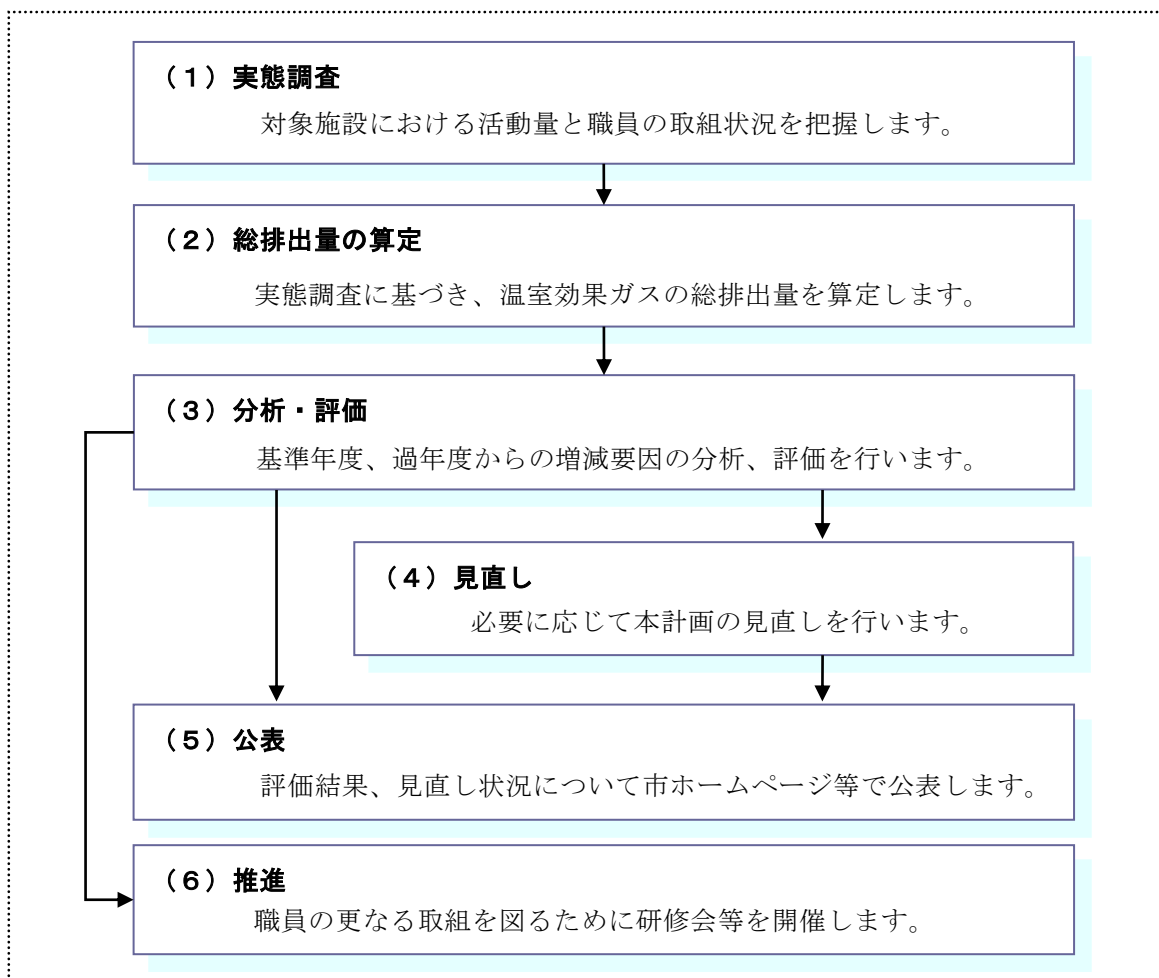 （１）実態調査
対象施設における活動量と職員の取組状況を把握します。
（２）総排出量の算定
実態調査に基づき、温室効果ガスの総排出量を算定します。
（３）分析・評価
基準年度、過年度からの増減要因の分析、評価を行います。
（４）見直し
必要に応じて本計画の見直しを行います。
（５）公表
評価結果、見直し状況について市ホームページ等で公表します。
（６）推進
職員の更なる取組を図るために研修会等を開催します。